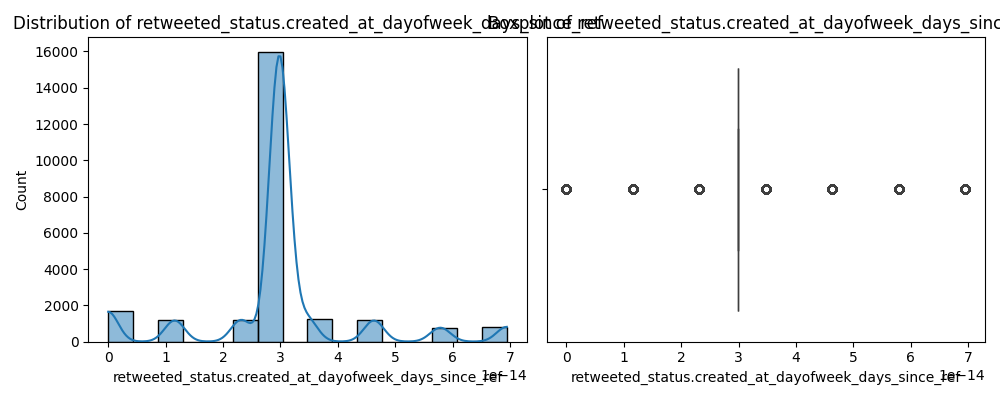 Distribution of retweeted_status.created_at_dayofweek_days_since_ref
Boxplot of retweeted_status.created_at_dayofweek_days_sinc
16000
14000
12000
10000
8000
6000
4000
2000
0
Count
0 1 2 3 4 5 6 7
1e−14
retweeted_status.created_at_dayofweek_days_since_ref
0 1 2 3 4 5 6 7
1e−14
retweeted_status.created_at_dayofweek_days_since_ref